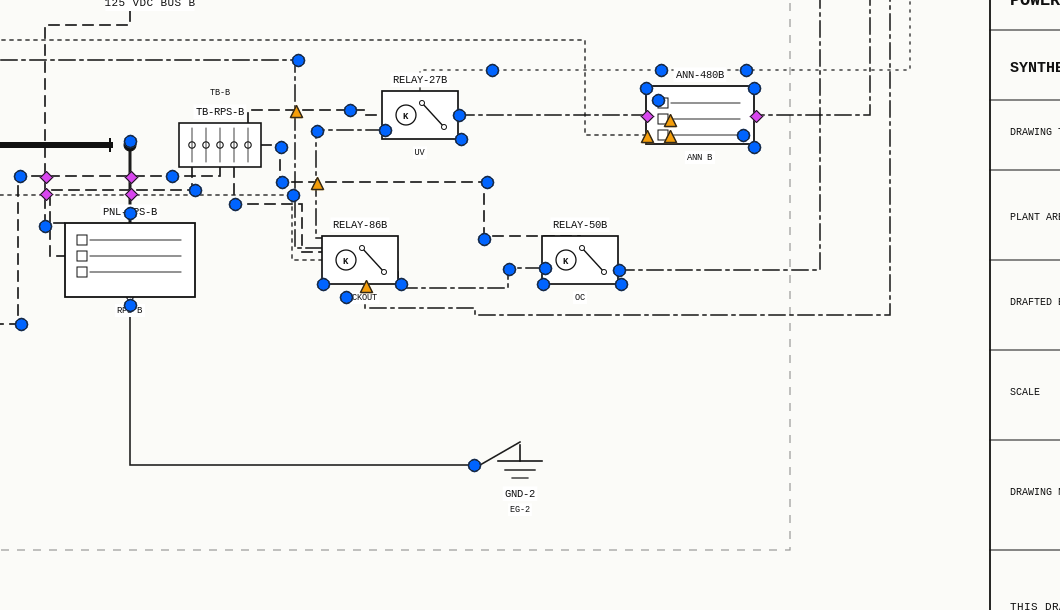 125 VDC BUS B
POWER
SYNTHE
RELAY-27B
ANN-480B
TB-B
TB-RPS-B
K
DRAWING
UV
ANN B
PNL-
S-B
PLANT ARE
RELAY-86B
RELAY-50B
K
K
CKOUT
OC
DRAFTED
SCALE
GND-2
EG-2
DRAWING
THIS DR